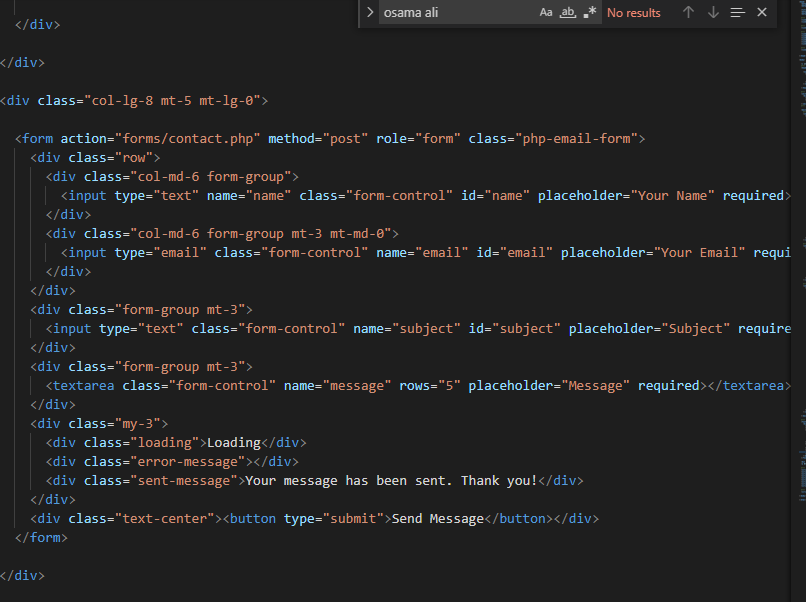 osama ali Aa ab .* No results
</div>
</div>
<div class="col-lg-8 mt-5 mt-lg-0">
<form action="forms/contact.php" method="post" role="form" class="php-email-form">
<div class="row">
<div class="col-md-6 form-group">
<input type="text" name="name" class="form-control" id="name" placeholder="Your Name" required>
</div>
<div class="col-md-6 form-group mt-3 mt-md-0">
<input type="email" class="form-control" name="email" id="email" placeholder="Your Email" requi
</div>
</div>
<div class="form-group mt-3">
<input type="text" class="form-control" name="subject" id="subject" placeholder="Subject" require
</div>
<div class="form-group mt-3">
<textarea class="form-control" name="message" rows="5" placeholder="Message" required></textarea>
</div>
<div class="my-3">
<div class="loading">Loading</div>
<div class="error-message"></div>
<div class="sent-message">Your message has been sent. Thank you!</div>
</div>
<div class="text-center"><button type="submit">Send Message</button></div>
</form>
</div>